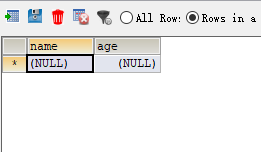 All Row: Rows in a
name age
* (NULL) (NULL)